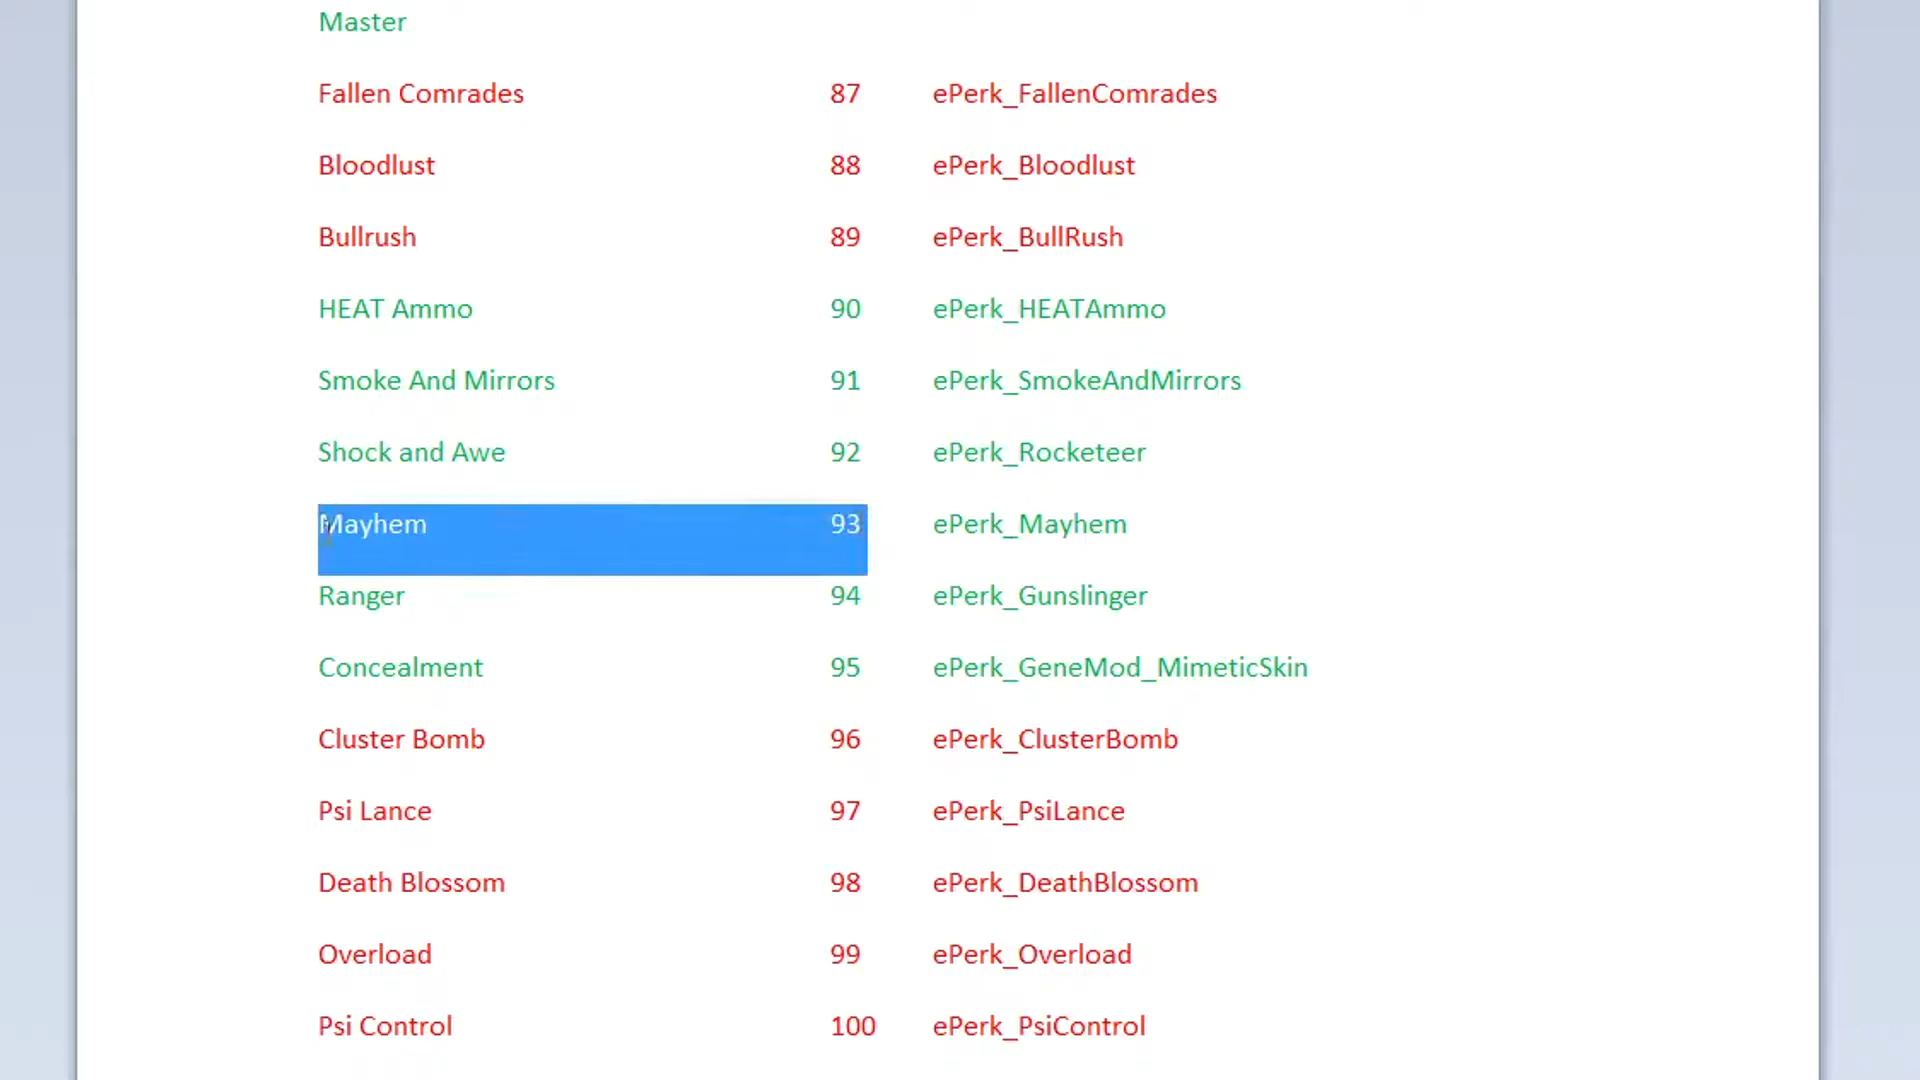 Master
Fallen Comrades 87 ePerk_FallenComrades
Bloodlust 88 ePerk_Bloodlust
Bullrush 89 ePerk_BullRush
HEAT Ammo 90 ePerk_HEATAmmo
Smoke And Mirrors 91 ePerk_SmokeAndMirrors
Shock and Awe 92 ePerk_Rocketeer
Mayhem 93 ePerk_Mayhem
Ranger 94 ePerk_Gunslinger
Concealment 95 ePerk_GeneMod_MimeticSkin
Cluster Bomb 96 ePerk_ClusterBomb
Psi Lance 97 ePerk_PsiLance
Death Blossom 98 ePerk_DeathBlossom
Overload 99 ePerk_Overload
Psi Control 100 ePerk_PsiControl